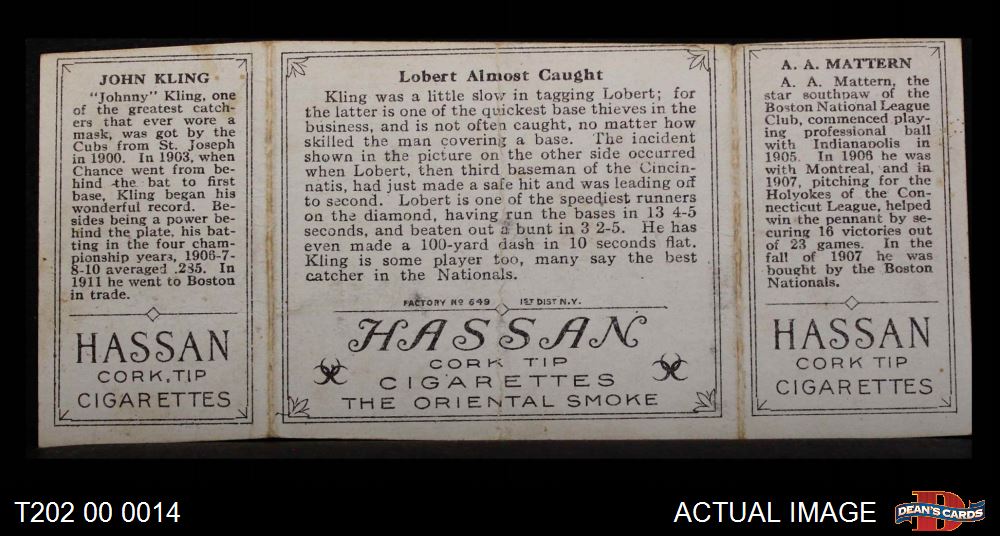 JOHN KLING
"Johnny" Kling, one
of the greatest catch-
ers that ever wore a
mask, was got by the
Cubs from St. Joseph
in 1900. In 1903, when
Chance went from be-
hind the bat to first
base, Kling began his
wonderful record. Be-
sides being a power be-
hind the plate, his bat-
ting in the four cham-
pionship years, 1906-7-
8-10 averaged .235. In
1911 he went to Boston
in trade.
HASSAN
CORK TIP
CIGARETTES
Lobert Almost Caught
Kling was a little slow in tagging Lobert; for
the latter is one of the quickest base thieves in the
business, and is not often caught, no matter how
skilled the man covering a base. The incident
shown in the picture on the other side occurred
when Lobert, then third baseman of the Cincin-
natis, had just made a safe hit and was leading off
to second. Lobert is one of the speediest runners
on the diamond, having run the bases in 13 4-5
seconds, and beaten out a bunt in 3 2-5. He has
even made a 100-yard dash in 10 seconds flat.
Kling is some player too, many say the best
catcher in the Nationals.
FACTORY No 649 1ST DIST N.Y.
HASSAN
CORK TIP
CIGARETTES
THE ORIENTAL SMOKE
A. A. MATTERN
A. A. Mattern, the
star southpaw of the
Boston National League
Club, commenced play-
ing professional ball
with Indianapolis in
1905. In 1906 he was
with Montreal, and in
1907, pitching for the
Holyokes of the Con-
necticut League, helped
win the pennant by se-
curing 16 victories out
of 23 games. In the
fall of 1907 he was
bought by the Boston
Nationals.
HASSAN
CORK TIP
CIGARETTES
T202 00 0014
ACTUAL IMAGE
DEAN'S CARDS